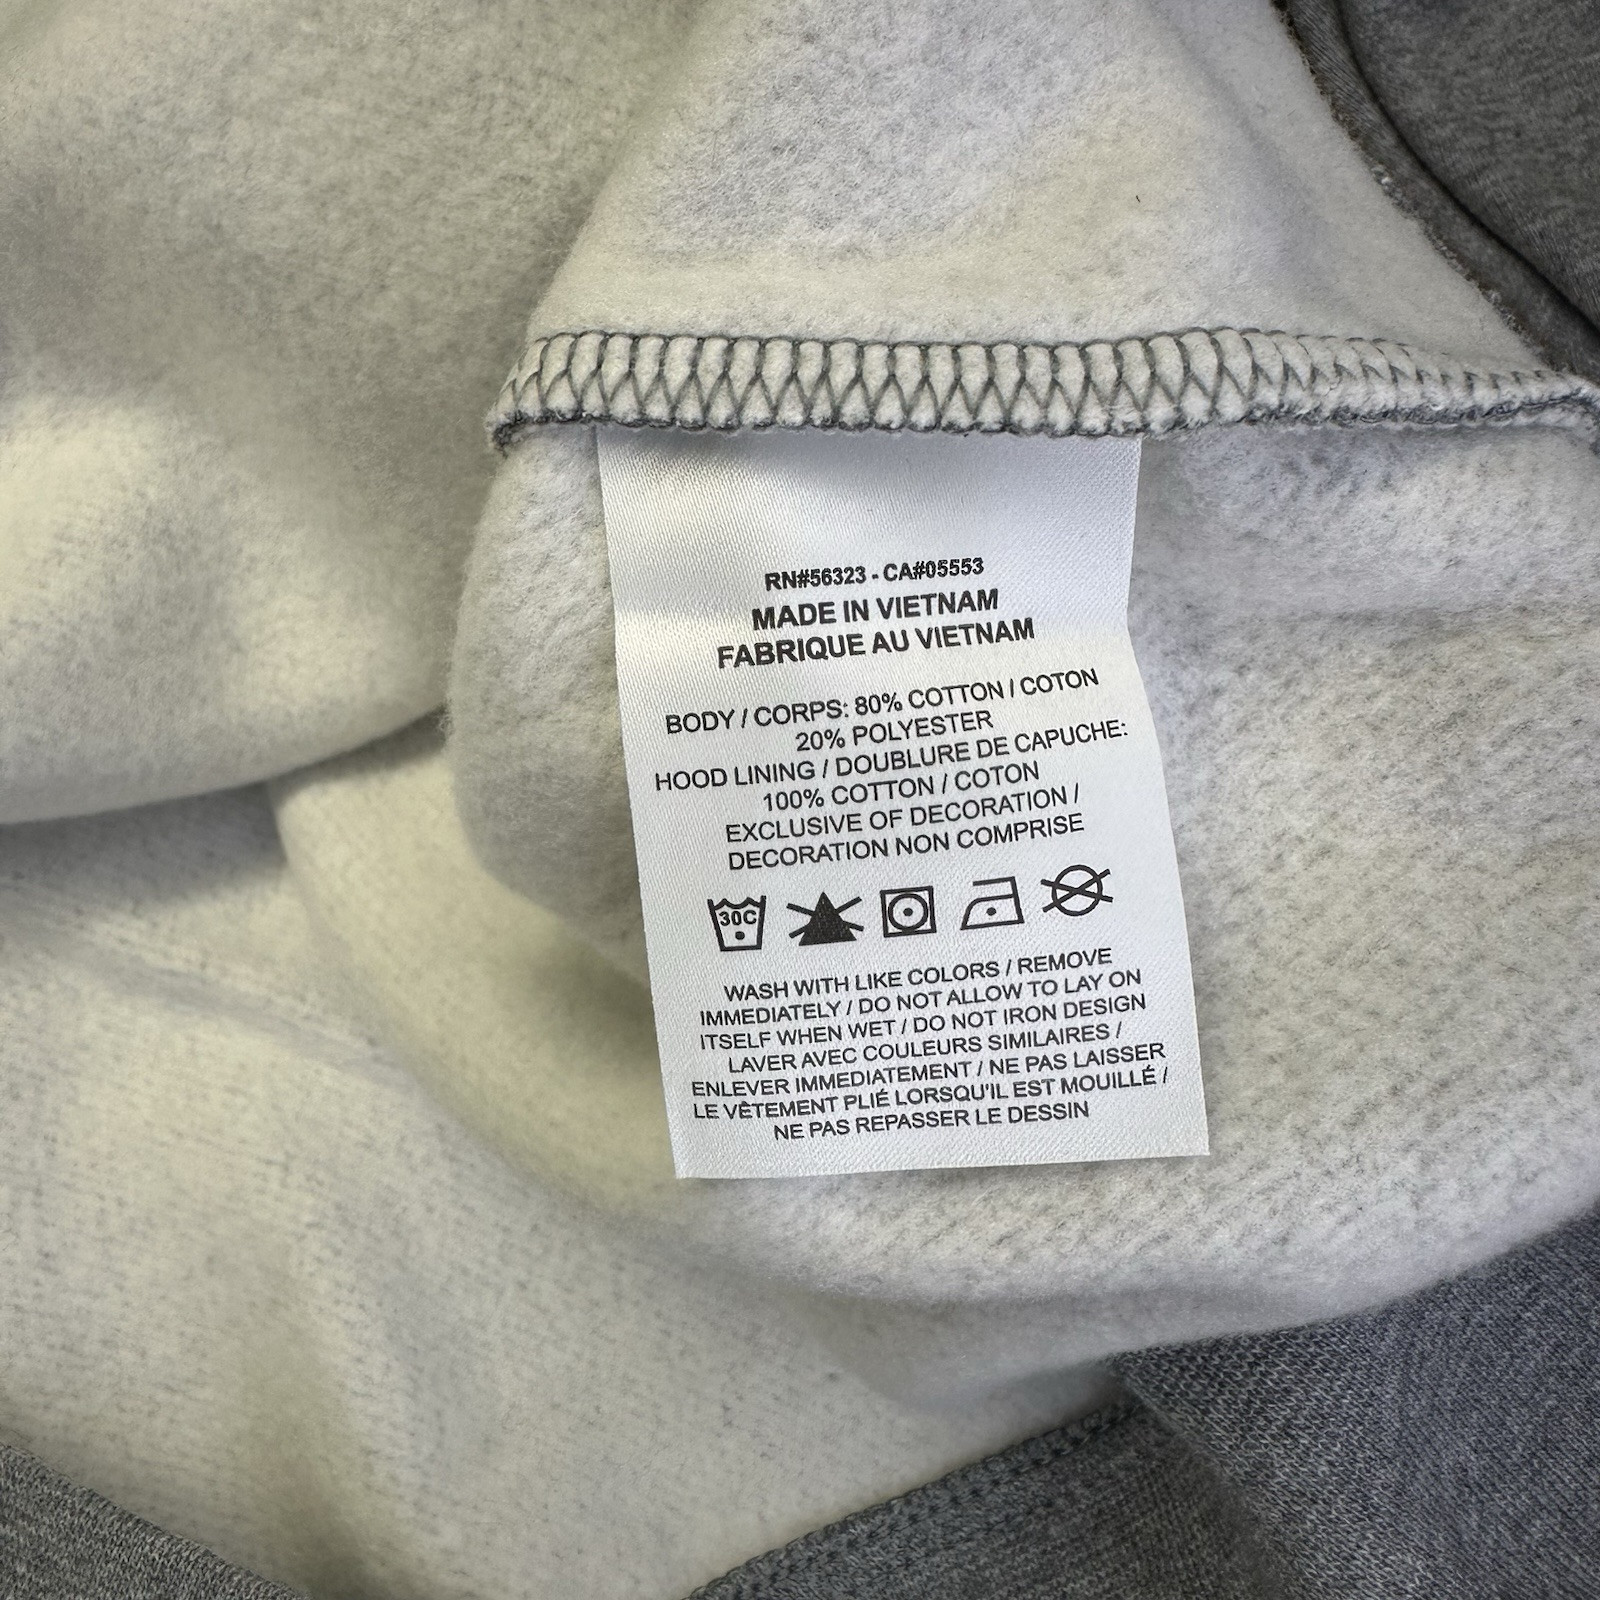 RN#56323 - CA#05553
MADE IN VIETNAM
FABRIQUE AU VIETNAM
BODY / CORPS: 80% COTTON / COTON
20% POLYESTER
HOOD LINING / DOUBLURE DE CAPUCHE:
100% COTTON / COTON
EXCLUSIVE OF DECORATION /
DECORATION NON COMPRISE
30C
WASH WITH LIKE COLORS / REMOVE
IMMEDIATELY / DO NOT ALLOW TO LAY ON
ITSELF WHEN WET / DO NOT IRON DESIGN
LAVER AVEC COULEURS SIMILAIRES /
ENLEVER IMMEDIATEMENT / NE PAS LAISSER
LE VÊTEMENT PLIÉ LORSQU'IL EST MOUILLÉ /
NE PAS REPASSER LE DESSIN